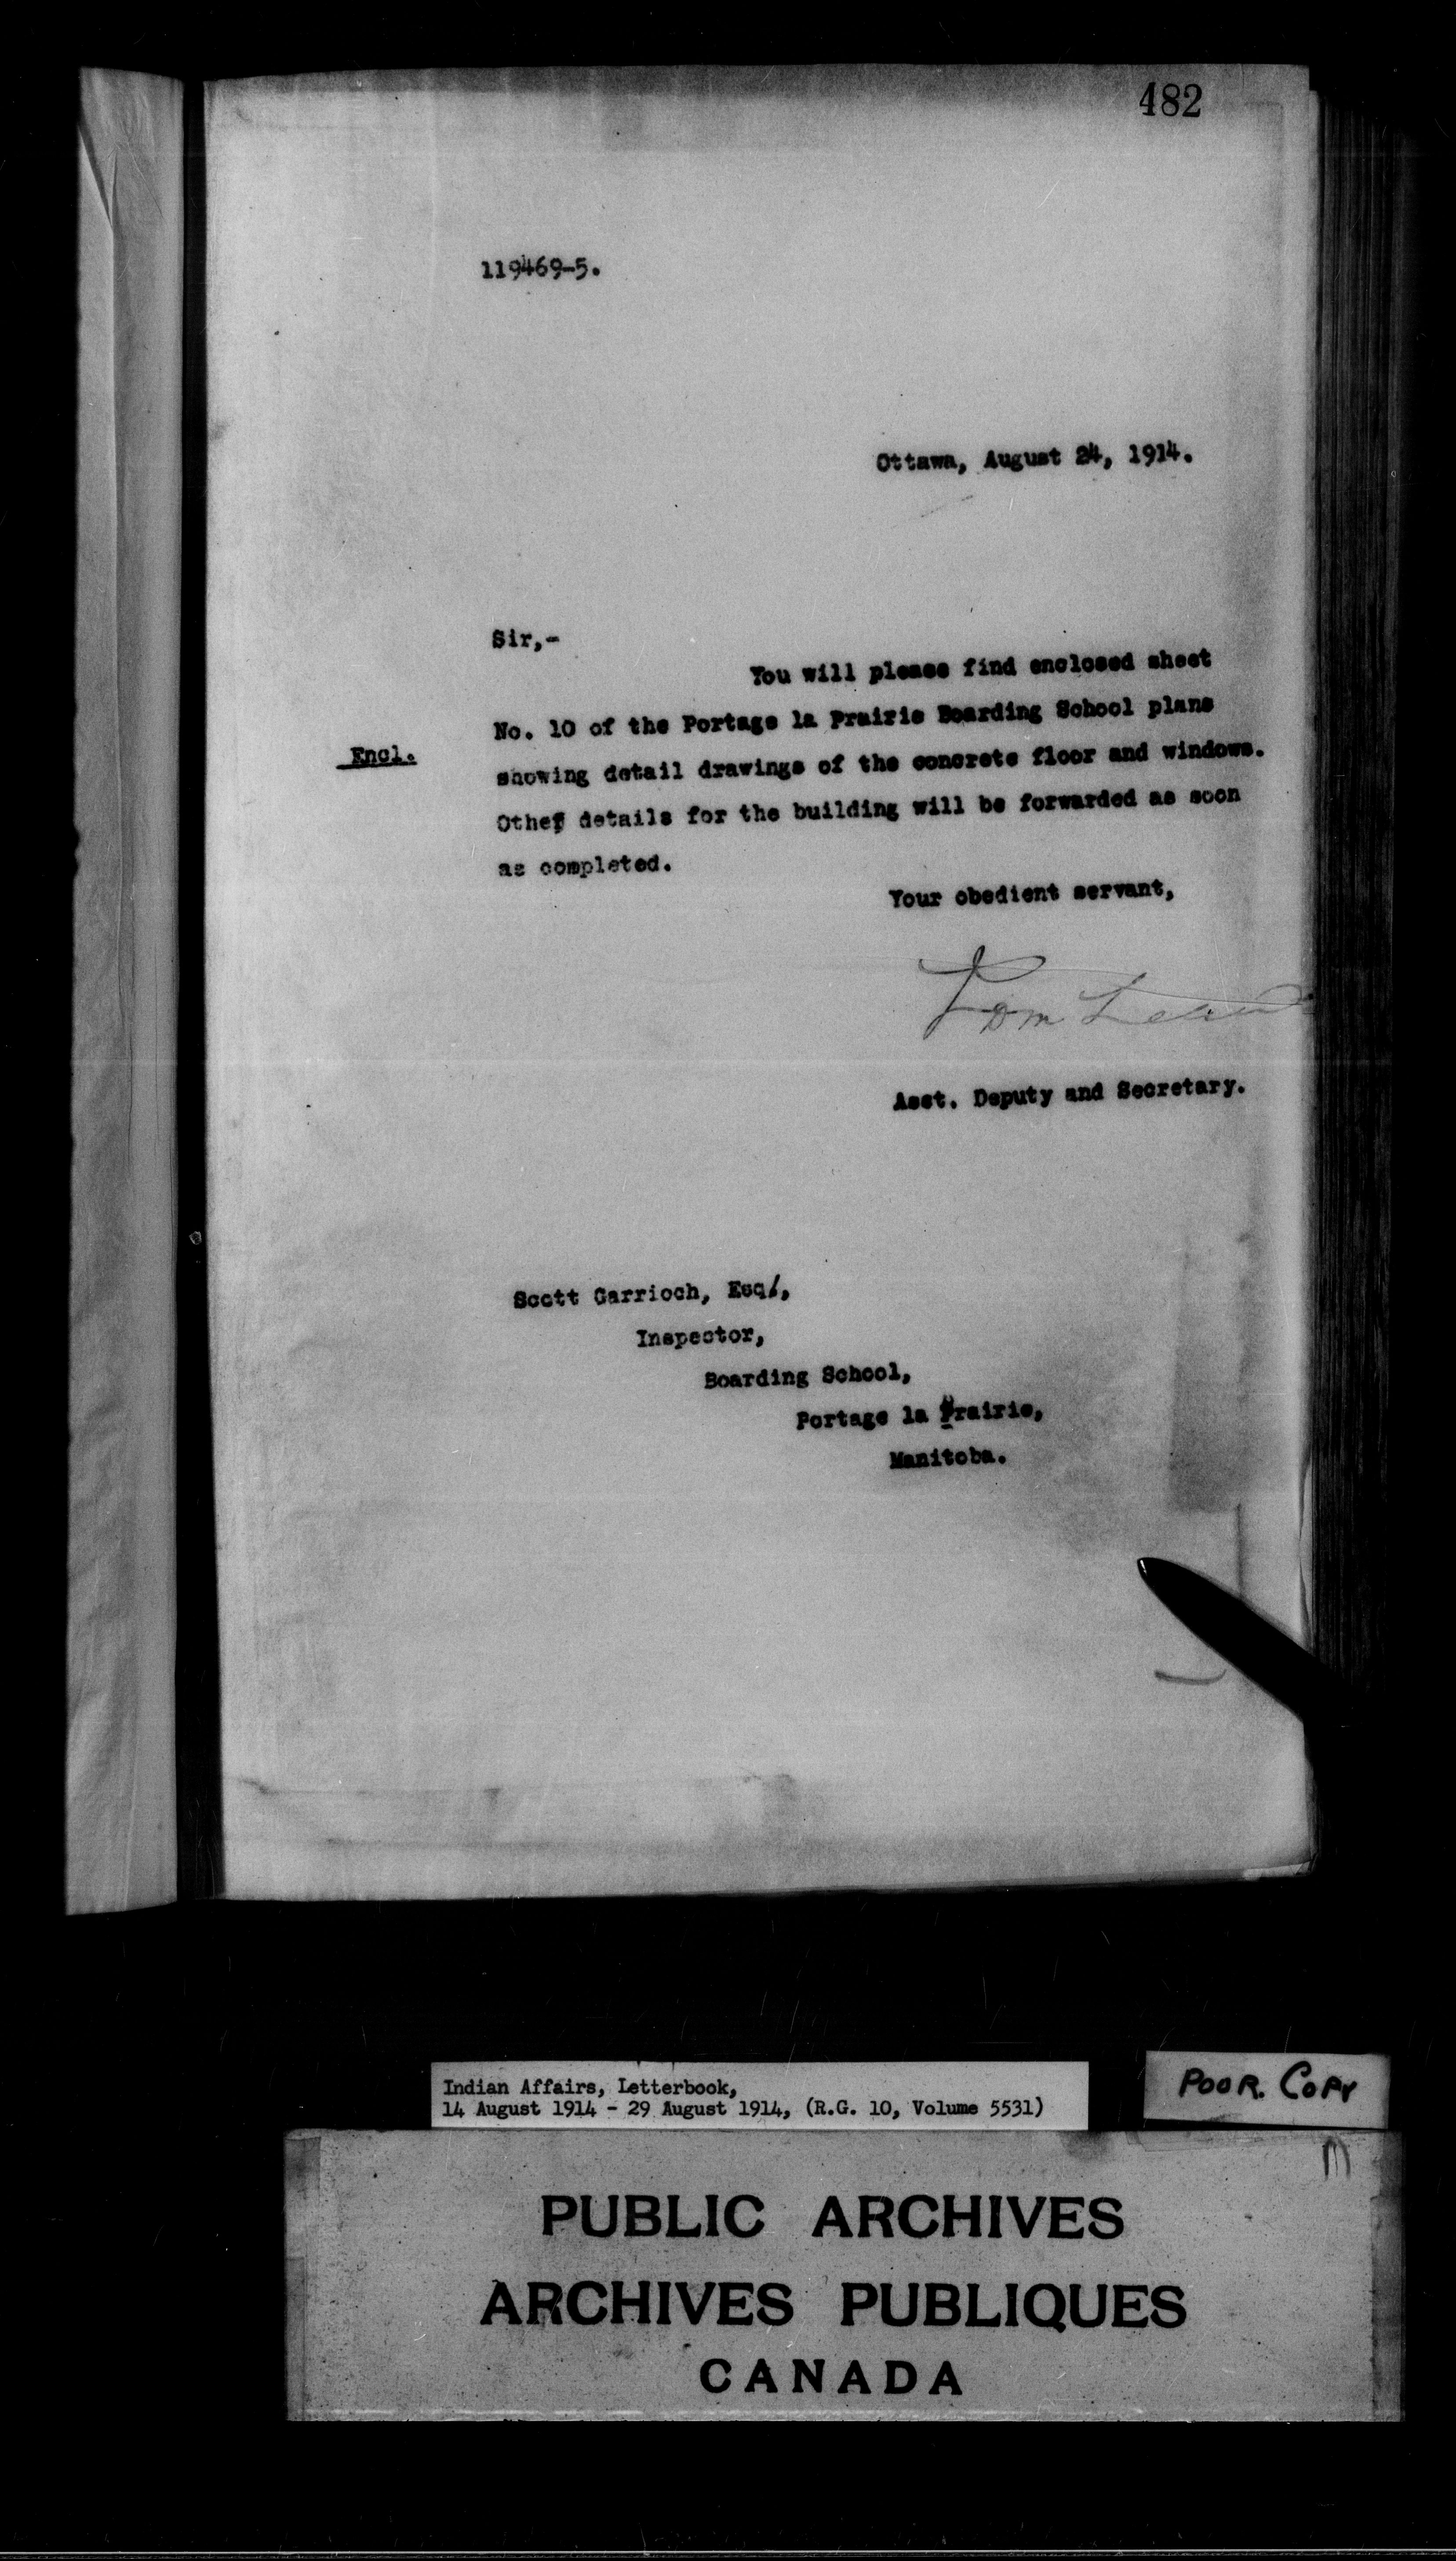 482
119469-5.
Ottawa, August 24, 1914.
Sir,-
You will please find enclosed sheet
No. 10 of the Portage la Prairie Boarding School plans
Encl.
showing detail drawings of the concrete floor and windows.
Other details for the building will be forwarded as soon
as completed.
Your obedient servant,
Asst. Deputy and Secretary.
Scott Garrioch, Esq/,
Inspector,
Boarding School,
Portage la Prairie,
Manitoba.
Indian Affairs, Letterbook,
14 August 1914 - 29 August 1914, (R.G. 10, Volume 5531)
POOR. COPY
PUBLIC ARCHIVES
ARCHIVES PUBLIQUES
CANADA